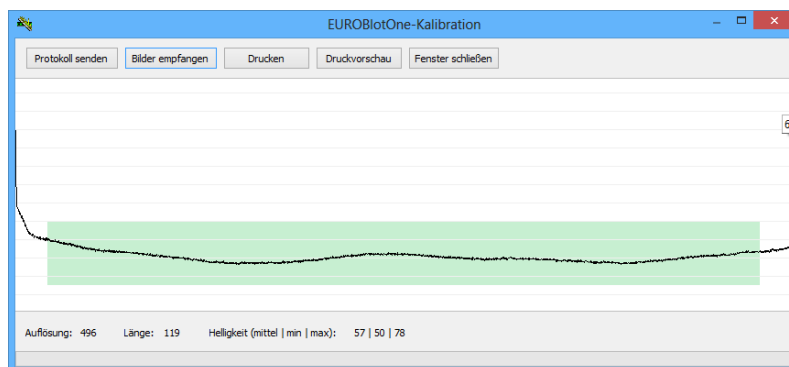 EUROBlotOne-Kalibration
Protokoll senden Bilder empfangen Drucken Druckvorschau Fenster schließen
6
Auflösung: 496 Länge: 119 Helligkeit (mittel | min | max): 57 | 50 | 78